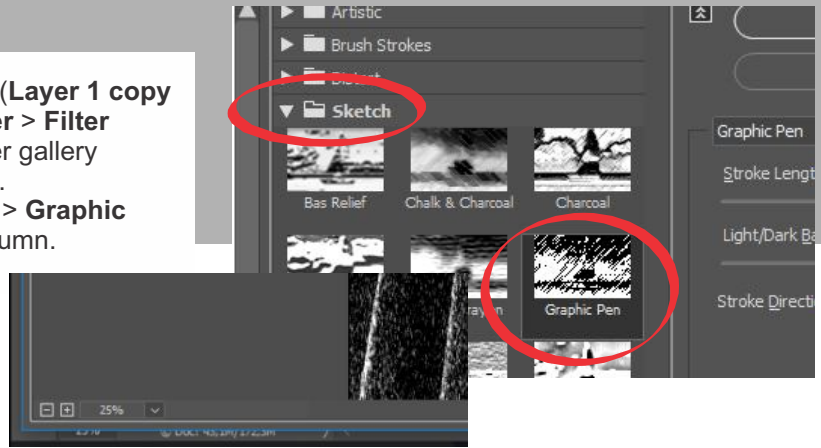 (Layer 1 copy
er > Filter
er gallery
.
> Graphic
umn.
Artistic
Brush Strokes
Distort
Sketch
Bas Relief Chalk & Charcoal Charcoal
Graphic Pen
Graphic Pen
Stroke Lengt
Light/Dark Ba
Stroke Directi
25%